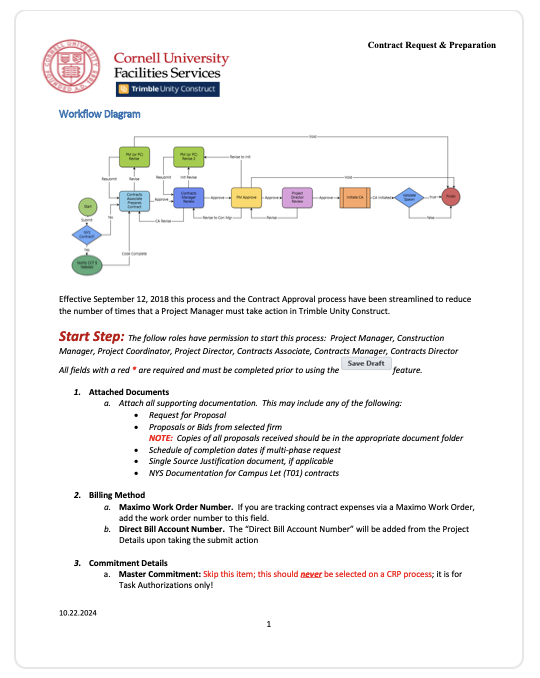 Contract Request & Preparation
Cornell University
Facilities Services
Trimble Unity Construct
Workflow Diagram
Void
PM (or PC)
Revise
PM (or PC)
Revise 2
Revise to Init
Resubmit
Revise
Resubmit
Init Revise
Void
Start
Contracts
Associate
Prepares
Contract
Contracts
Manager
Review
PM Approve
Project
Director
Review
Initiate CA
CA Initiated
Finish
Approve
Approve
Approve
Approve
Submit
No
CA Revise
Revise to Con Mgr
Revise
NYS
Contract?
Yes
Code Complete
Effective September 12, 2018 this process and the Contract Approval process have been streamlined to reduce
the number of times that a Project Manager must take action in Trimble Unity Construct.
Start Step: The follow roles have permission to start this process: Project Manager, Construction
Manager, Project Coordinator, Project Director, Contracts Associate, Contracts Manager, Contracts Director
All fields with a red * are required and must be completed prior to using the Save Draft feature.
1. Attached Documents
a. Attach all supporting documentation. This may include any of the following:
• Request for Proposal
• Proposals or Bids from selected firm
NOTE: Copies of all proposals received should be in the appropriate document folder
• Schedule of completion dates if multi-phase request
• Single Source Justification document, if applicable
• NYS Documentation for Campus Let (T01) contracts
2. Billing Method
a. Maximo Work Order Number. If you are tracking contract expenses via a Maximo Work Order,
add the work order number to this field.
b. Direct Bill Account Number. The “Direct Bill Account Number” will be added from the Project
Details upon taking the submit action
3. Commitment Details
a. Master Commitment: Skip this item; this should never be selected on a CRP process; it is for
Task Authorizations only!
10.22.2024
1